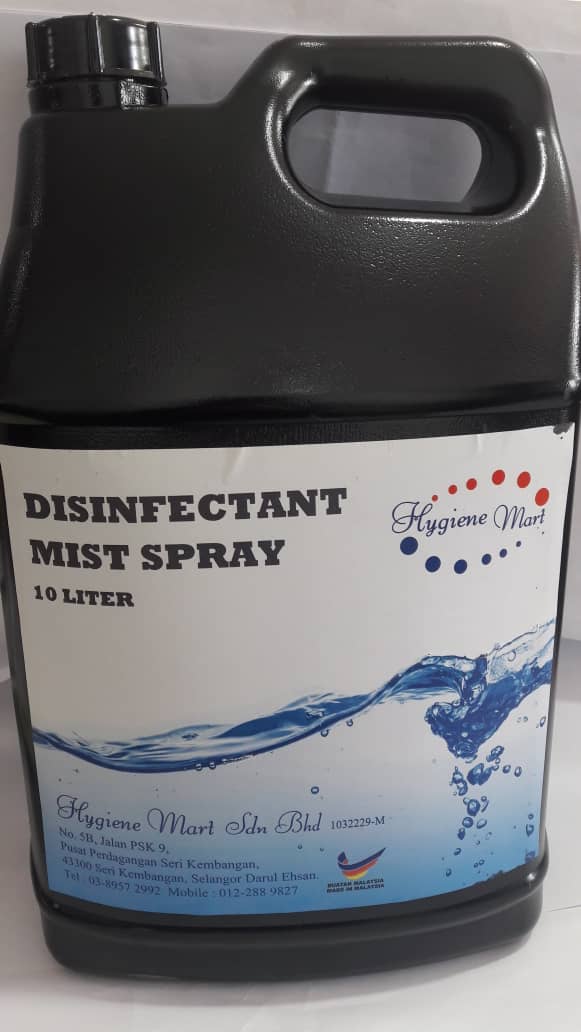 DISINFECTANT
MIST SPRAY
10 LITER
Hygiene Mart
Hygiene Mart Sdn Bhd 1032229-M
No. 5B, Jalan PSK 9,
Pusat Perdagangan Seri Kembangan,
43300 Seri Kembangan, Selangor Darul Ehsan.
Tel : 03-8957 2992 Mobile : 012-288 9827
BUATAN MALAYSIA
MADE IN MALAYSIA